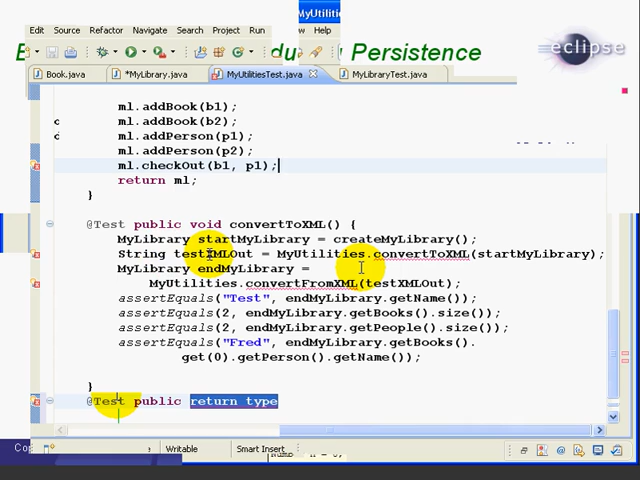 MyUtiliti
Edit Source Refactor Navigate Search Project Run Help
du Persistence
eclipse
Book.java *MyLibrary.java MyUtilitiesTest.java MyLibraryTest.java
ml.addBook(b1);
ml.addBook(b2);
ml.addPerson(p1);
ml.addPerson(p2);
ml.checkOut(b1, p1);
return ml;
}
@Test public void convertToXML() {
MyLibrary startMyLibrary = createMyLibrary();
String testXMLOut = MyUtilities.convertToXML(startMyLibrary);
MyLibrary endMyLibrary =
MyUtilities.convertFromXML(testXMLOut);
assertEquals("Test", endMyLibrary.getName());
assertEquals(2, endMyLibrary.getBooks().size());
assertEquals(2, endMyLibrary.getPeople().size());
assertEquals("Fred", endMyLibrary.getBooks().
get(0).getPerson().getName());
}
@Test public return type
Writable Smart Insert